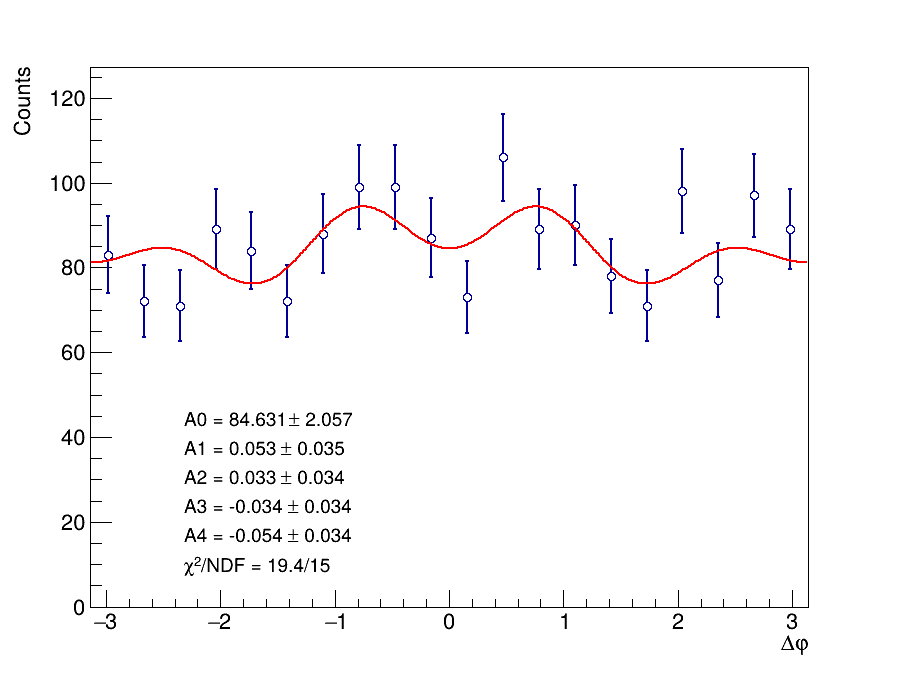 Counts
120
100
80
60
40
20
0
A0 = 84.631± 2.057
A1 = 0.053 ± 0.035
A2 = 0.033 ± 0.034
A3 = -0.034 ± 0.034
A4 = -0.054 ± 0.034
χ²/NDF = 19.4/15
−3 −2 −1 0 1 2 3
Δφ